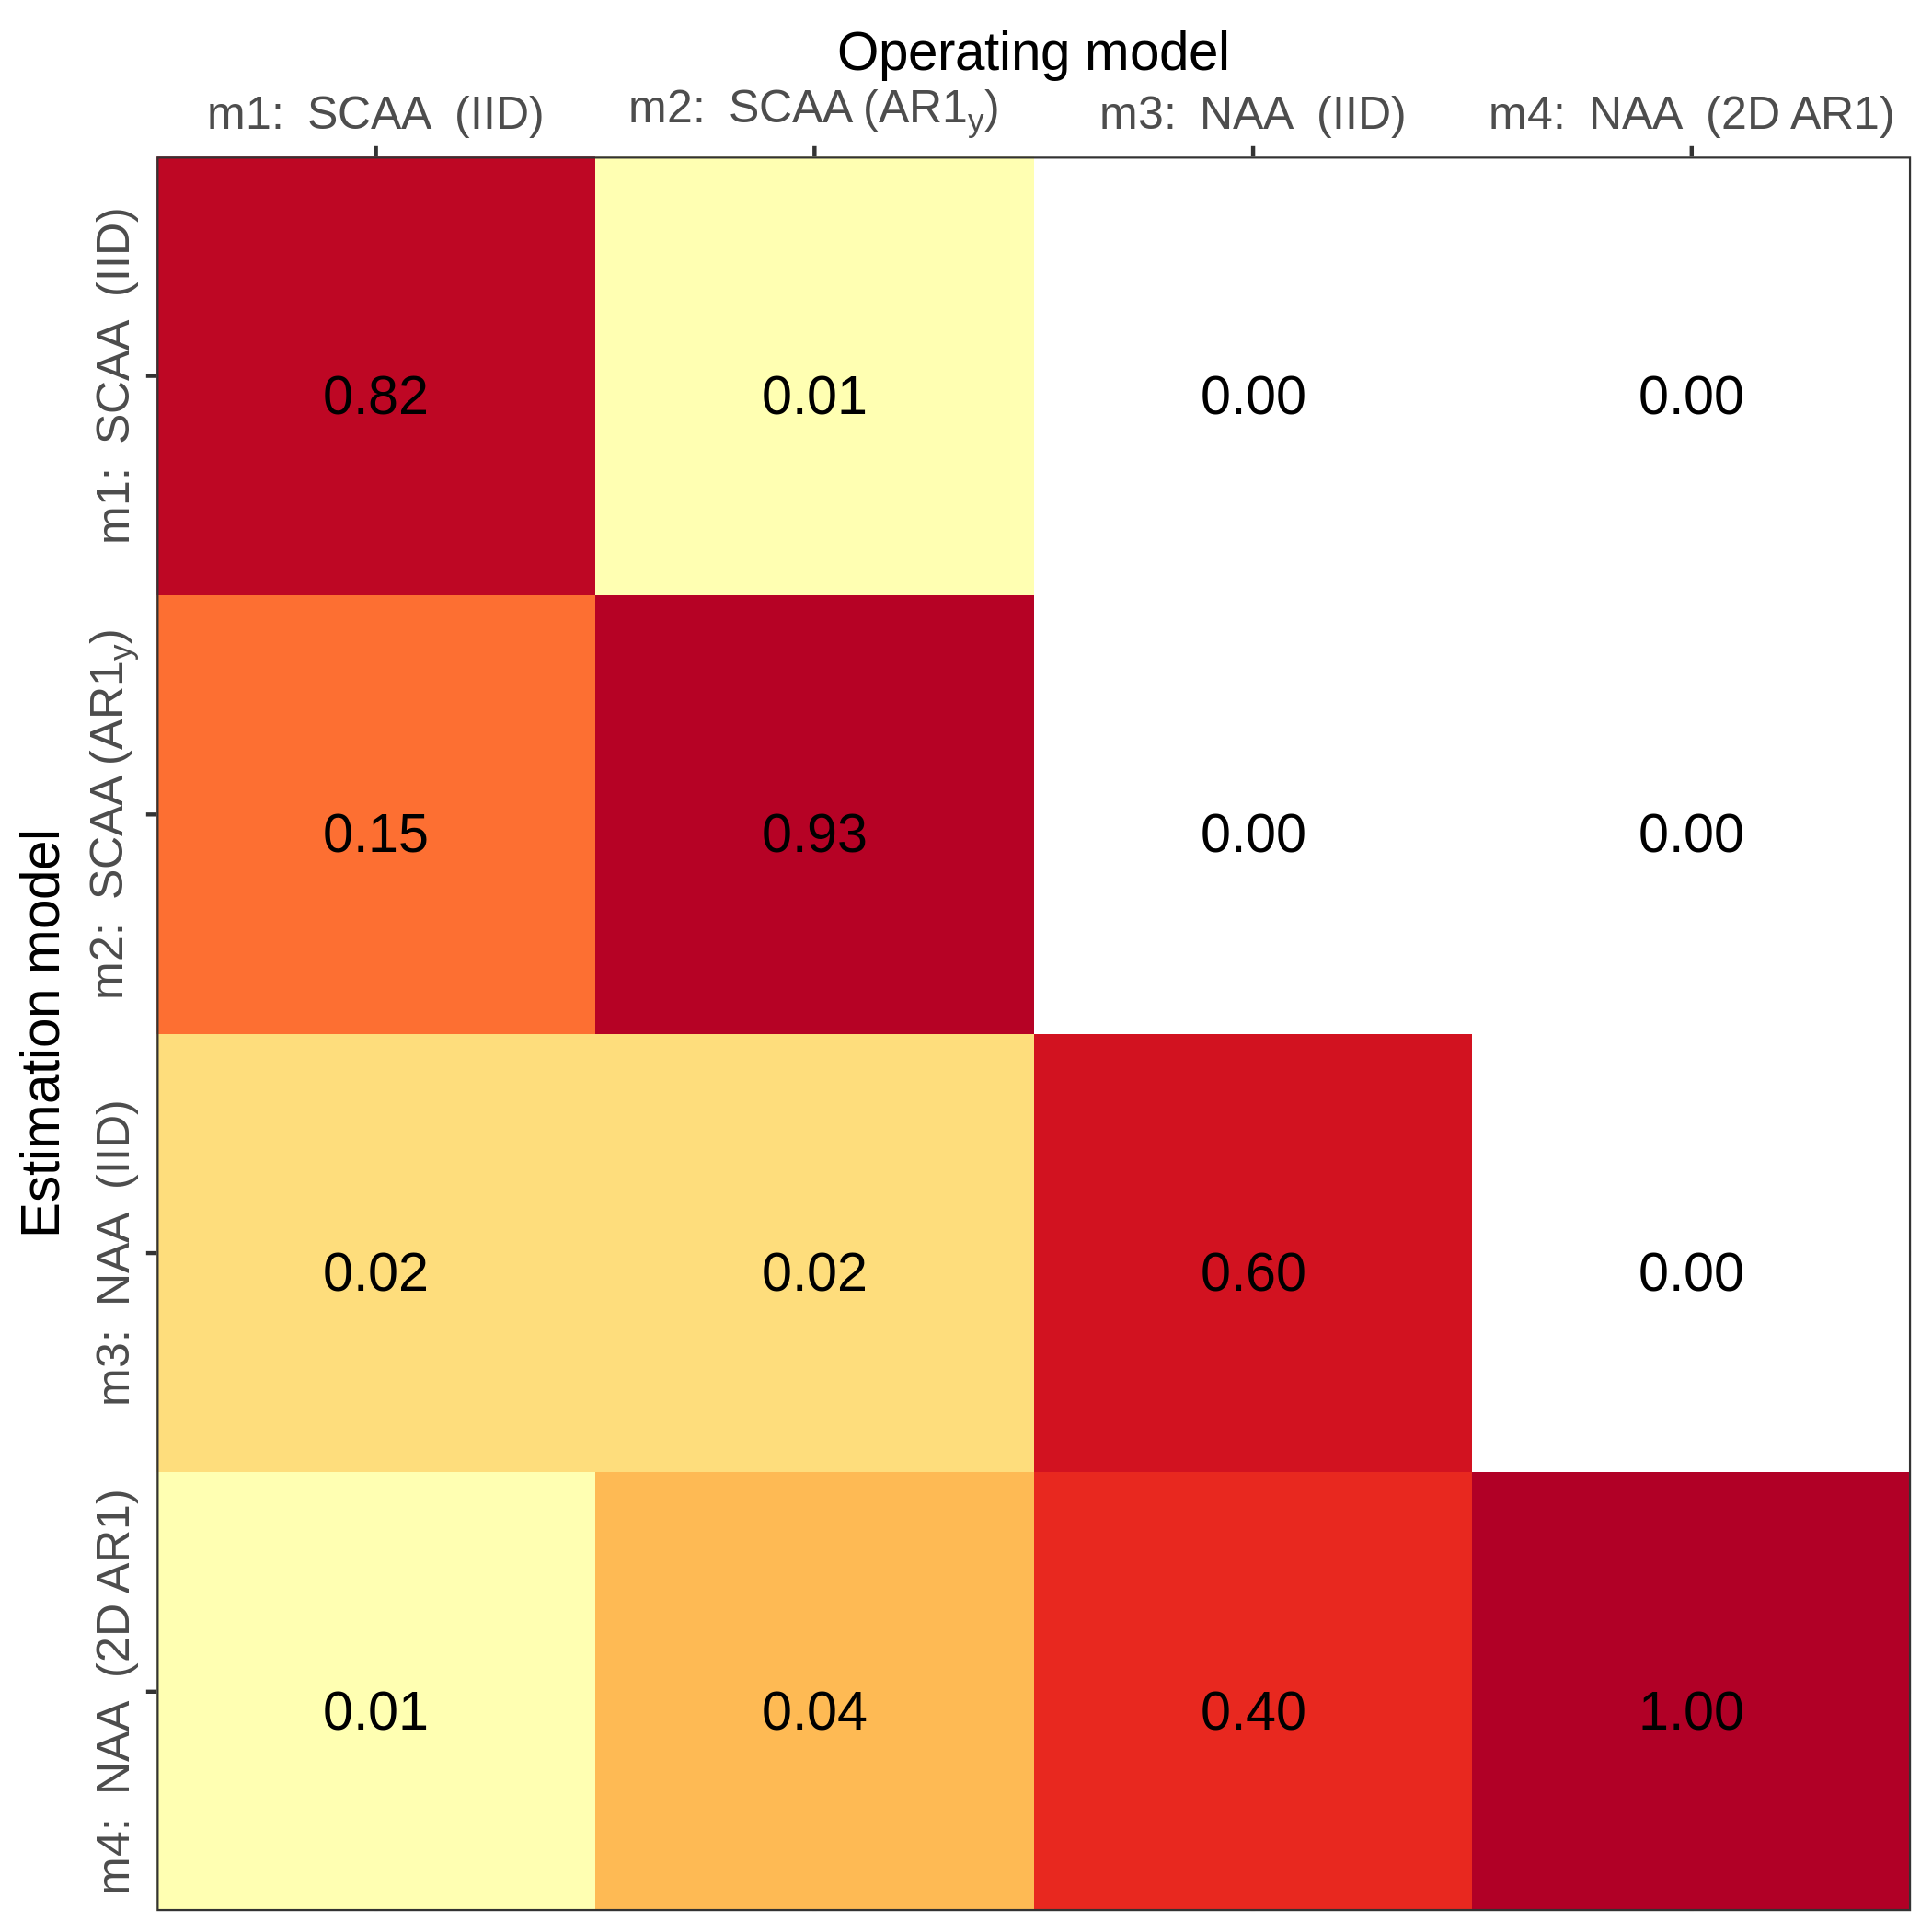 Operating model
m1: SCAA (IID) m2: SCAA (AR1y) m3: NAA (IID) m4: NAA (2D AR1)
Estimation model
m1: SCAA (IID)
0.82 0.01 0.00 0.00
m2: SCAA (AR1y)
0.15 0.93 0.00 0.00
m3: NAA (IID)
0.02 0.02 0.60 0.00
m4: NAA (2D AR1)
0.01 0.04 0.40 1.00